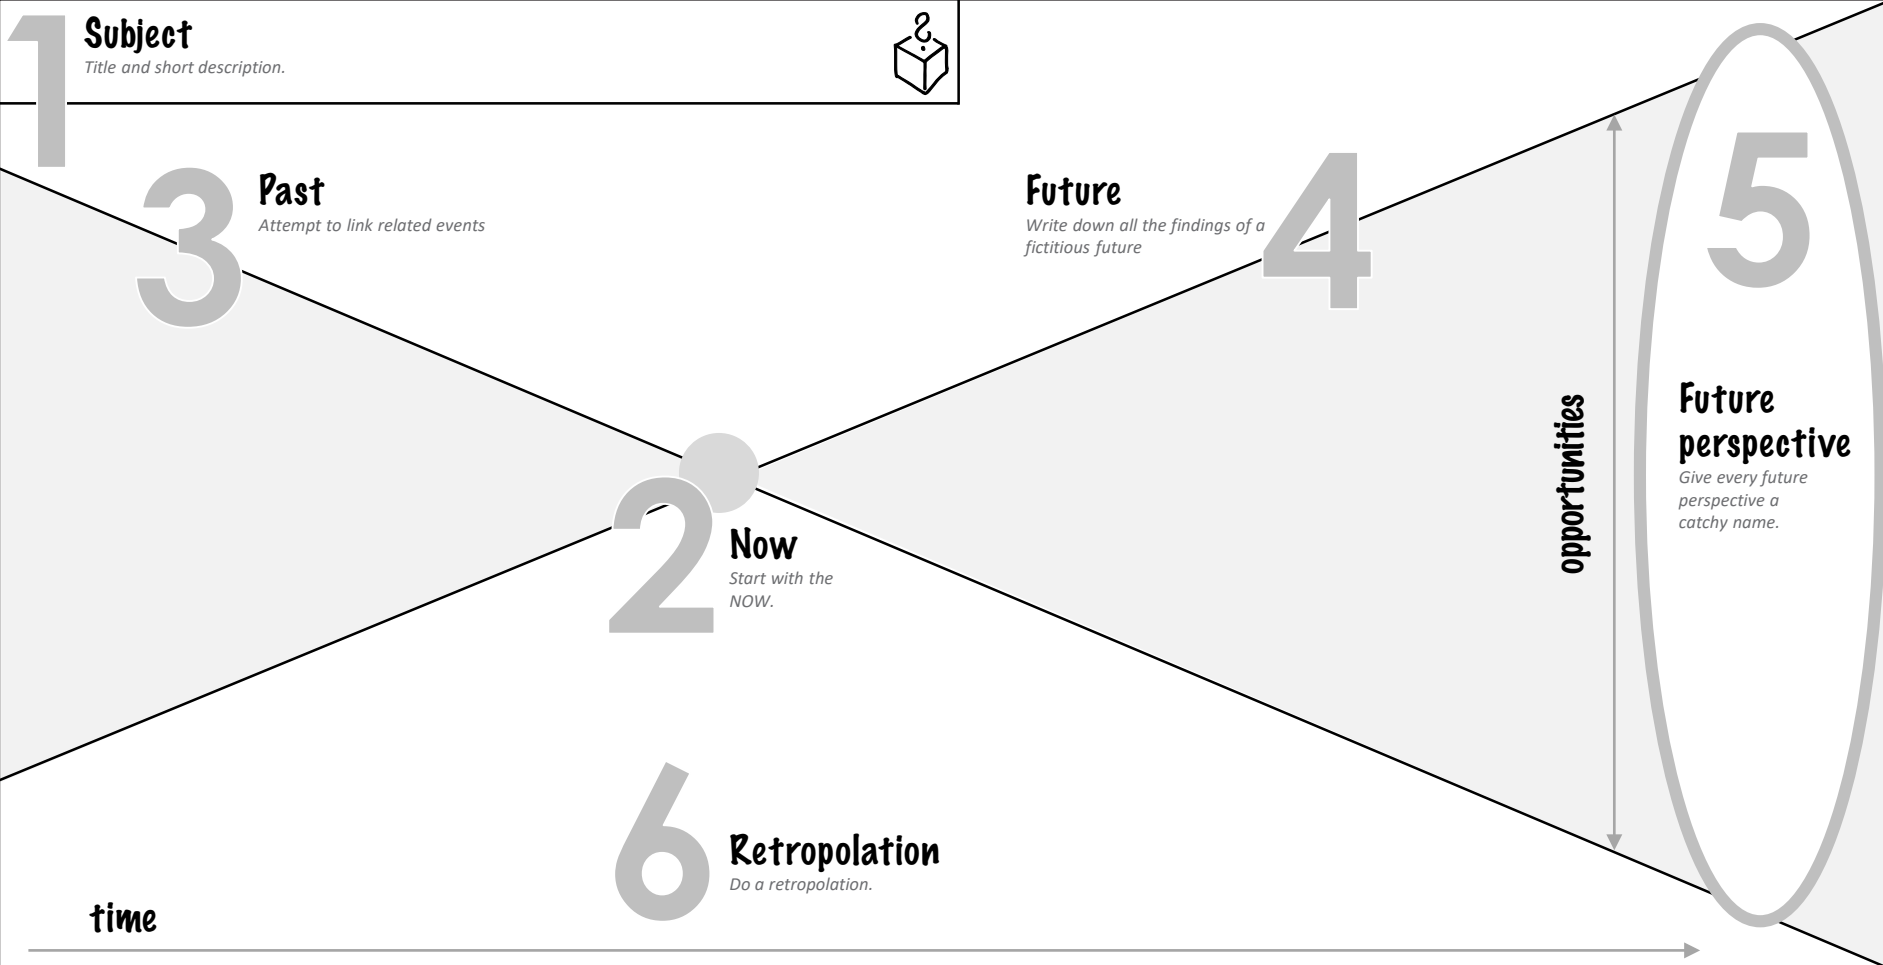 1
Subject
Title and short description.
3
Past
Attempt to link related events
Future
Write down all the findings of a
fictitious future
4
5
Future
perspective
Give every future
perspective a
catchy name.
opportunities
2
Now
Start with the
NOW.
6
Retropolation
Do a retropolation.
time